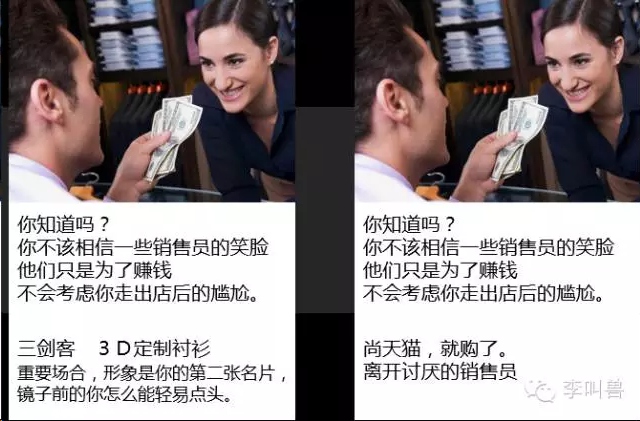 你知道吗？
你不该相信一些销售员的笑脸
他们只是为了赚钱
不会考虑你走出店后的尴尬。
三剑客 3D定制衬衫
重要场合，形象是你的第二张名片，
镜子前的你怎么能轻易点头。
你知道吗？
你不该相信一些销售员的笑脸
他们只是为了赚钱
不会考虑你走出店后的尴尬。
尚天猫，就购了。
离开讨厌的销售员
李叫兽